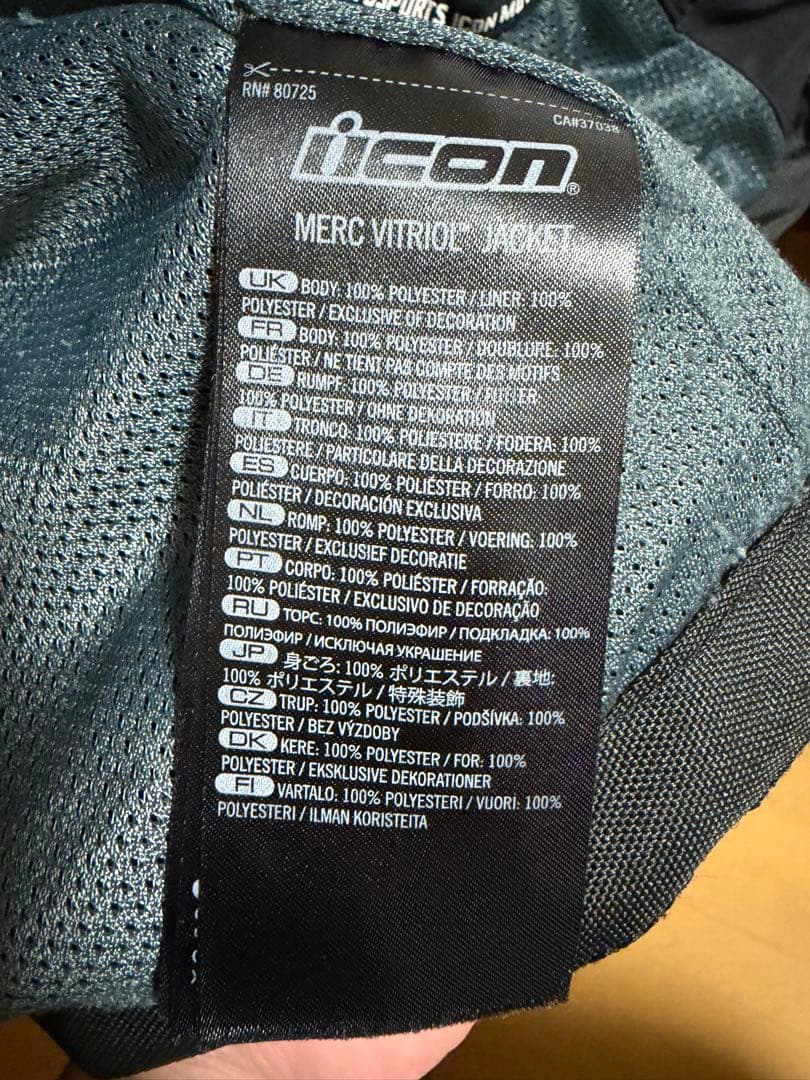 ICON MO
RN# 80725
CA#37038
icon®
MERC VITRIOL™ JACKET
UK BODY: 100% POLYESTER / LINER: 100%
POLYESTER / EXCLUSIVE OF DECORATION
FR BODY: 100% POLYESTER / DOUBLURE: 100%
POLIESTER / NE TIENT PAS COMPTE DES MOTIFS
DE RUMPF: 100% POLYESTER / FUTTER:
100% POLYESTER / OHNE DEKORATION
IT TRONCO: 100% POLIESTERE / FODERA: 100%
POLIESTERE / PARTICOLARE DELLA DECORAZIONE
ES CUERPO: 100% POLIÉSTER / FORRO: 100%
POLIÉSTER / DECORACIÓN EXCLUSIVA
NL ROMP: 100% POLYESTER / VOERING: 100%
POLYESTER / EXCLUSIEF DECORATIE
PT CORPO: 100% POLIÉSTER / FORRAÇÃO:
100% POLIÉSTER / EXCLUSIVO DE DECORAÇÃO
RU ТОРС: 100% ПОЛИЭФИР / ПОДКЛАДКА: 100%
ПОЛИЭФИР / ИСКЛЮЧАЯ УКРАШЕНИЕ
JP 身ごろ: 100% ポリエステル / 裏地:
100% ポリエステル / 特殊装飾
CZ TRUP: 100% POLYESTER / PODŠÍVKA: 100%
POLYESTER / BEZ VÝZDOBY
DK KERE: 100% POLYESTER / FOR: 100%
POLYESTER / EKSKLUSIVE DEKORATIONER
FI VARTALO: 100% POLYESTERI / VUORI: 100%
POLYESTERI / ILMAN KORISTEITA